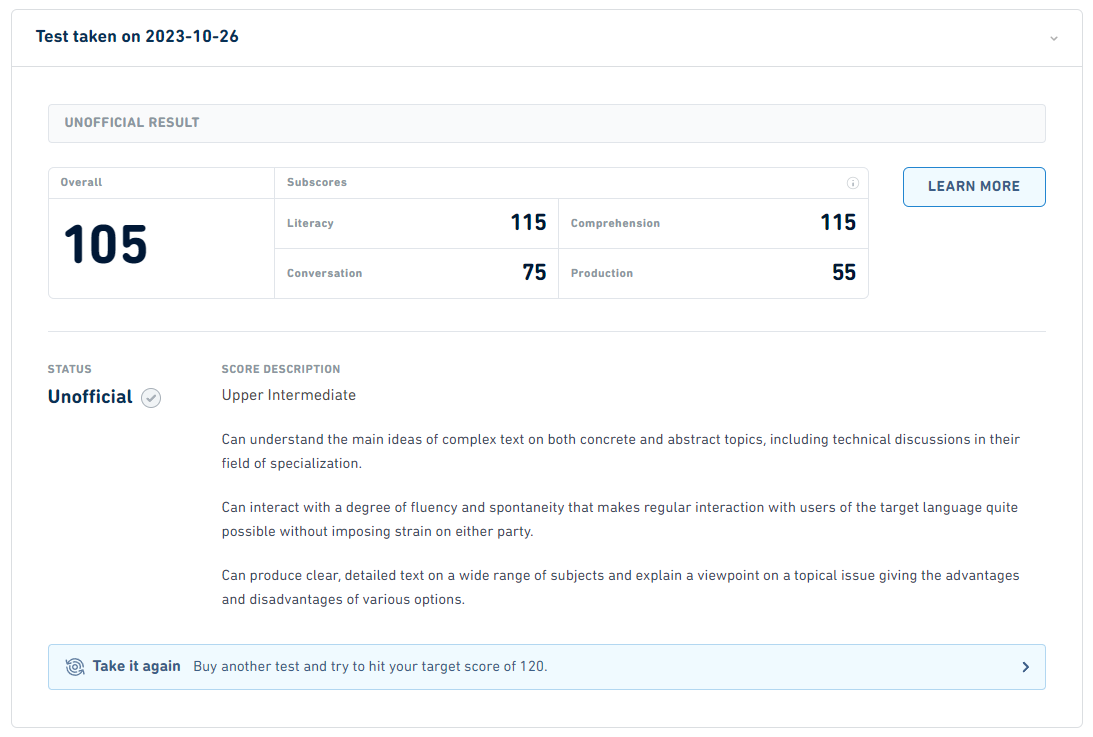 Test taken on 2023-10-26
UNOFFICIAL RESULT
Overall
Subscores
LEARN MORE
105
Literacy 115
Comprehension 115
Conversation 75
Production 55
STATUS
Unofficial
SCORE DESCRIPTION
Upper Intermediate
Can understand the main ideas of complex text on both concrete and abstract topics, including technical discussions in their
field of specialization.
Can interact with a degree of fluency and spontaneity that makes regular interaction with users of the target language quite
possible without imposing strain on either party.
Can produce clear, detailed text on a wide range of subjects and explain a viewpoint on a topical issue giving the advantages
and disadvantages of various options.
Take it again Buy another test and try to hit your target score of 120.